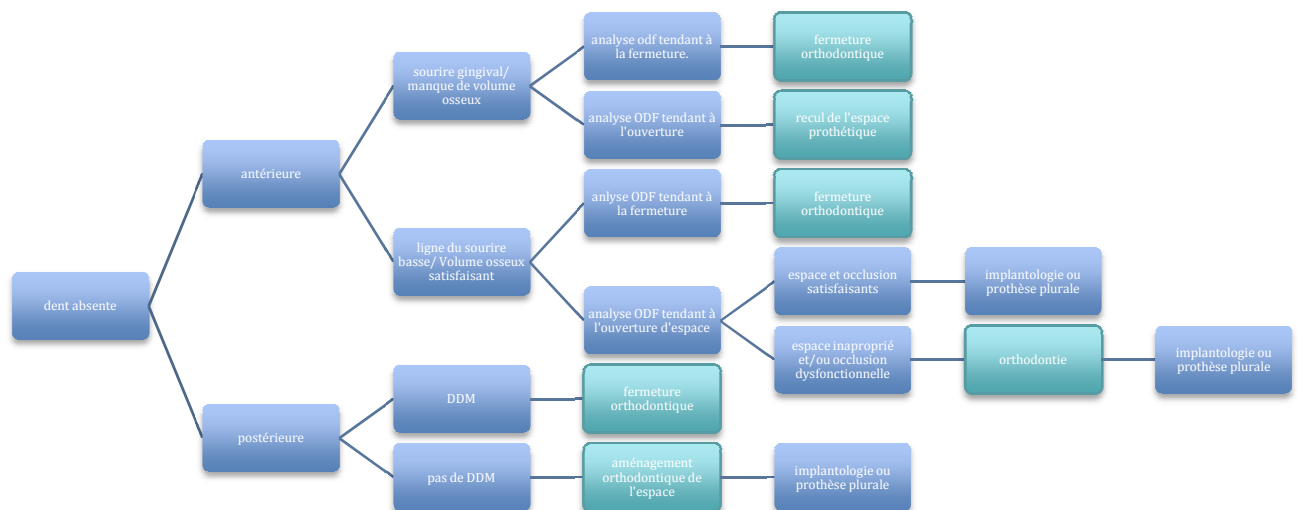 dent absente
antérieure
sourire gingival/
manque de volume
osseux
analyse odf tendant à
la fermeture.
fermeture
orthodontique
analyse ODF tendant à
l'ouverture
recul de l'espace
prothétique
ligne du sourire
basse/ Volume osseux
satisfaisant
anlyse ODF tendant à
la fermeture
fermeture
orthodontique
analyse ODF tendant à
l'ouverture d'espace
espace et occlusion
satisfaisants
implantologie ou
prothèse plurale
espace inaproprié
et/ou occlusion
dysfonctionnelle
orthodontie
implantologie ou
prothèse plurale
postérieure
DDM
fermeture
orthodontique
pas de DDM
aménagement
orthodontique de
l'espace
implantologie ou
prothèse plurale